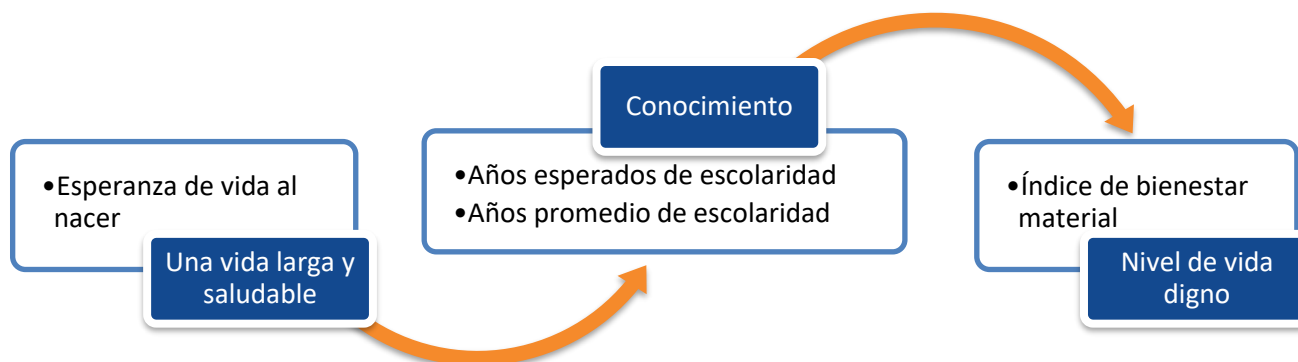 •Esperanza de vida al
nacer
Una vida larga y
saludable
Conocimiento
•Años esperados de escolaridad
•Años promedio de escolaridad
•Índice de bienestar
material
Nivel de vida
digno